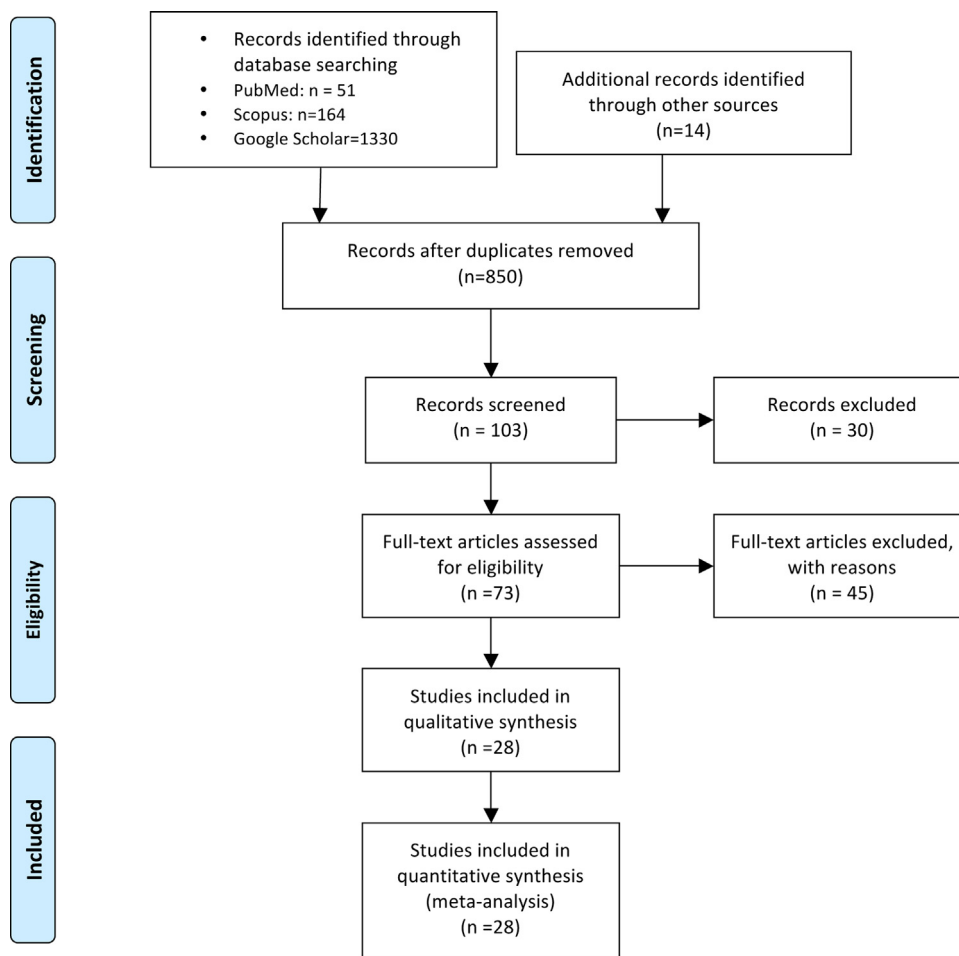 Identification
• Records identified through
database searching
• PubMed: n = 51
• Scopus: n=164
• Google Scholar=1330
Additional records identified
through other sources
(n=14)
Records after duplicates removed
(n=850)
Screening
Records screened
(n = 103)
Records excluded
(n = 30)
Eligibility
Full-text articles assessed
for eligibility
(n =73)
Full-text articles excluded,
with reasons
(n = 45)
Studies included in
qualitative synthesis
(n =28)
Included
Studies included in
quantitative synthesis
(meta-analysis)
(n =28)